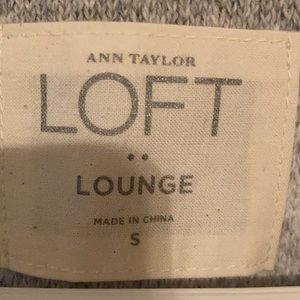 ANN TAYLOR
LOFT
LOUNGE
MADE IN CHINA
S